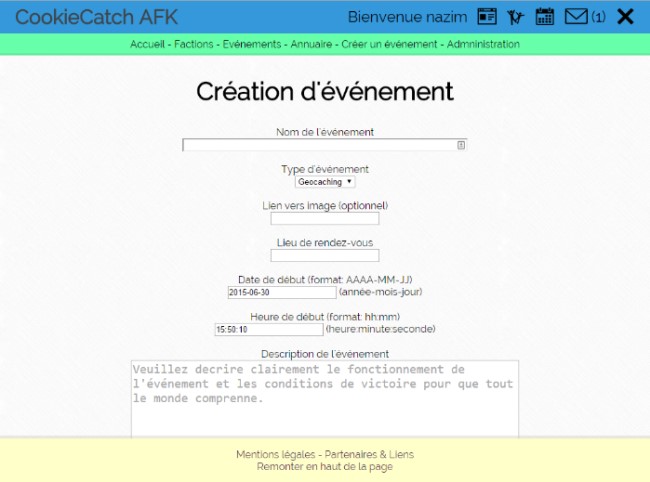 CookieCatch AFK
Bienvenue nazim (1)
Accueil - Factions - Evénements - Annuaire - Créer un événement - Admninistration
Création d'événement
Nom de l'événement
Type d'événement
Geocaching
Lien vers image (optionnel)
Lieu de rendez-vous
Date de début (format: AAAA-MM-JJ)
2015-06-30 (année-mois-jour)
Heure de début (format: hh:mm)
15:50:10 (heure:minute:seconde)
Description de l'événement
Veuillez decrire clairement le fonctionnement de
l'événement et les conditions de victoire pour que tout
le monde comprenne.
Mentions légales - Partenaires & Liens
Remonter en haut de la page